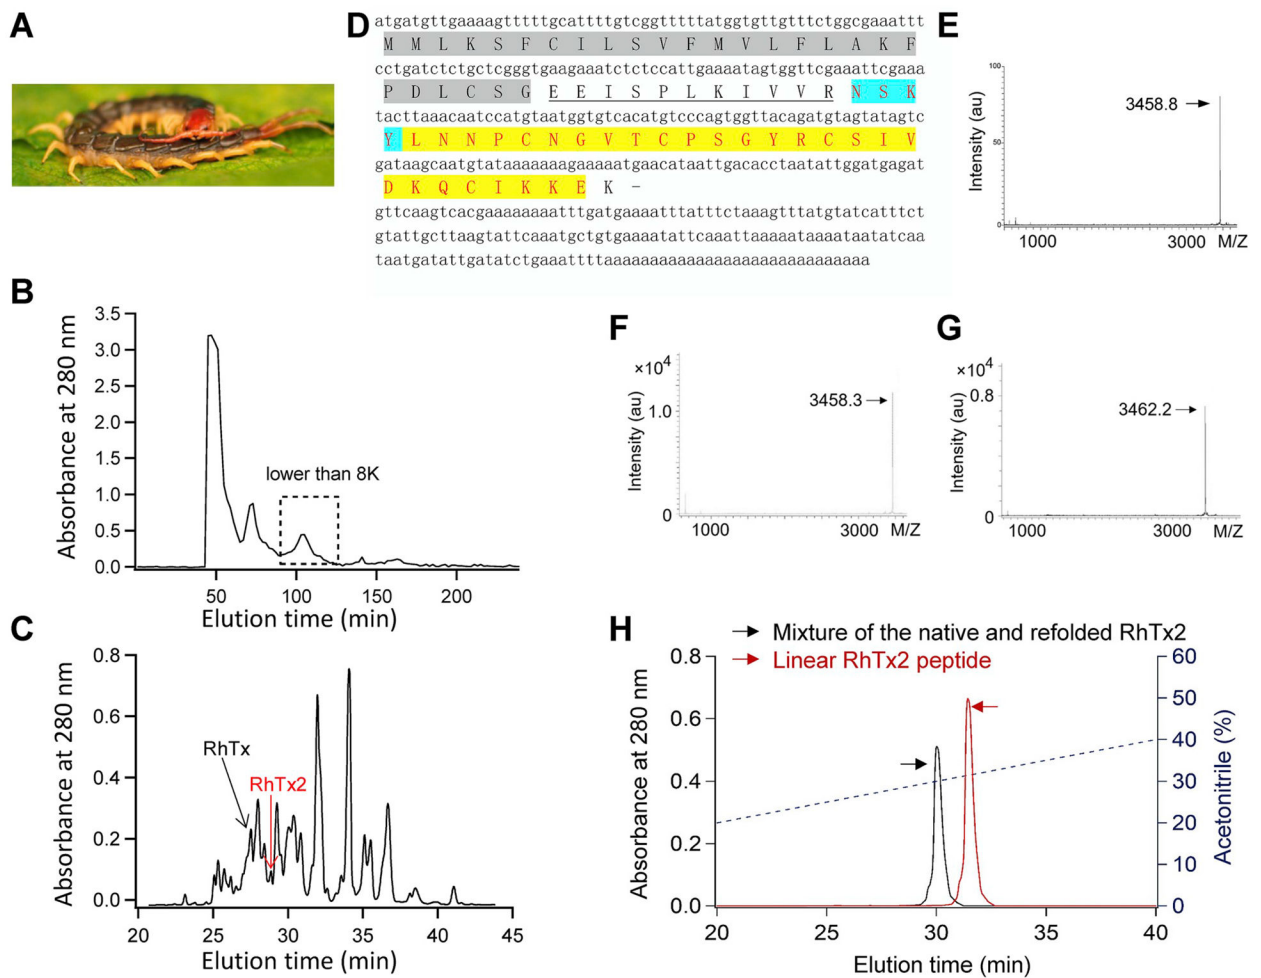 A
D
atgatgttgaaaagtttttgcattttgtcggtttttatggtgttgtttctggcgaaattt
M M L K S F C I L S V F M V L F L A K F
cctgatctctgctcgggtgaagaaatctctccattgaaaatagtggttcgaaattcgaaa
P D L C S G E E I S P L K I V V R N S K
tacttaaacaatccatgtaatggtgtcacatgtcccagtggttacagatgtagtatagtc
Y L N N P C N G V T C P S G Y R C S I V
gataagcaatgtataaaaaaagaaaaatgaacataagacacctaatattggatgagat
D K Q C I K K E K –
gttcaagtcacgaaaaaaaaatttgatgaaaatttatttctaaagtttatgtatcatttct
gtattgcttaagtattcaaatgctgtgaaaatattcaaattaaaaataaaataatatcaa
taatgatattgatatctgaaattttaaaaaaaaaaaaaaaaaaaaaaaaaaaaa
E
Intensity (au)
100
50
0
3458.8
1000 3000 M/Z
B
Absorbance at 280 nm
3.5
3.0
2.5
2.0
1.5
1.0
0.5
0.0
lower than 8K
50 100 150 200
Elution time (min)
F
×10⁴
Intensity (au)
1.0
0
3458.3
1000 3000 M/Z
G
×10⁴
Intensity (au)
0.8
0
3462.2
1000 3000 M/Z
C
Absorbance at 280 nm
0.8
0.6
0.4
0.2
0.0
RhTx
RhTx2
20 25 30 35 40 45
Elution time (min)
H
Mixture of the native and refolded RhTx2
Linear RhTx2 peptide
Absorbance at 280 nm
0.8
0.6
0.4
0.2
0.0
60
50
40
30
20
10
0
Acetonitrile (%)
20 25 30 35 40
Elution time (min)